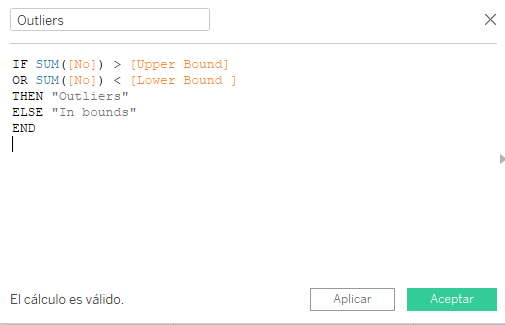 Outliers
IF SUM([No]) > [Upper Bound]
OR SUM([No]) < [Lower Bound ]
THEN "Outliers"
ELSE "In bounds"
END
El cálculo es válido.
Aplicar
Aceptar